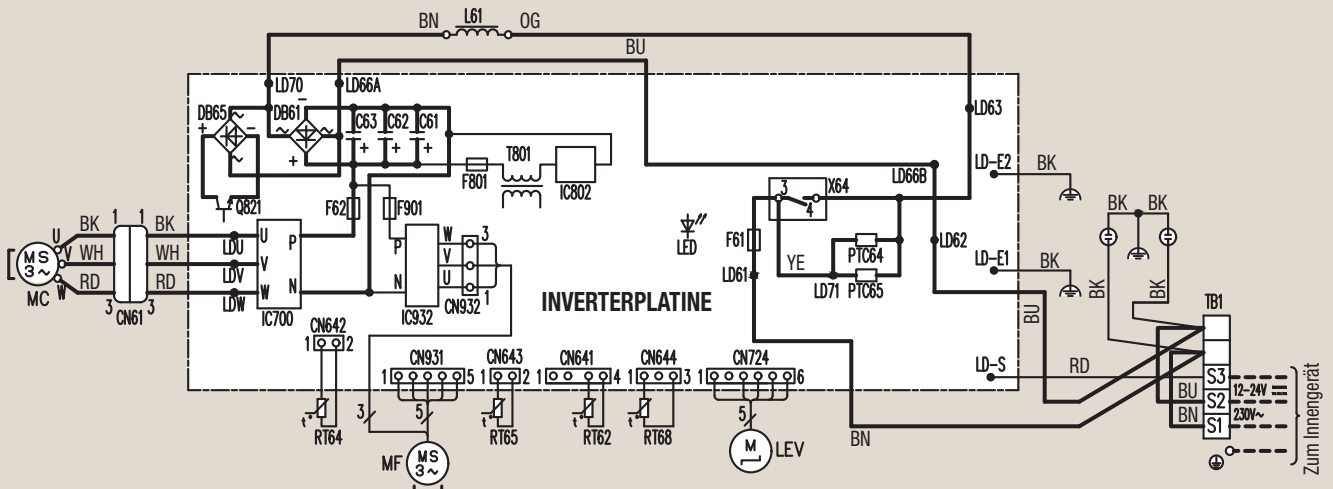 BN L61 OG
BU
LD70 LD66A
DB65 ~ - DB61 - ~
+ ~ ~ +
C63 C62 C61
+ + +
LD63
T801
F801 IC802
Q821
F62 F901
LD-E2 BK
3 X64
4
LD66B
LED
F61
YE
PTC64
LD61
LD71 PTC65
LD62
LD-E1 BK
BK BK
BK BK
BU
U BK 1 1 BK U P
V WH WH V
W RD RD W N
MS
3~
MC
3 CN61 3
LDU
LDV
LDW
IC700
P W 3
V
N U 1
IC932 CN932
INVERTERPLATINE
CN642
1 2
t°
RT64
CN931
1 5
3 5
MF
MS
3~
CN643
1 2
t°
RT65
CN641
1 4
t°
RT62
CN644
1 3
t°
RT68
CN724
1 6
5
M
LEV
BN
LD-S RD
TB1
S3
BU S2 12-24V
BN S1 230V~
Zum Innengerät